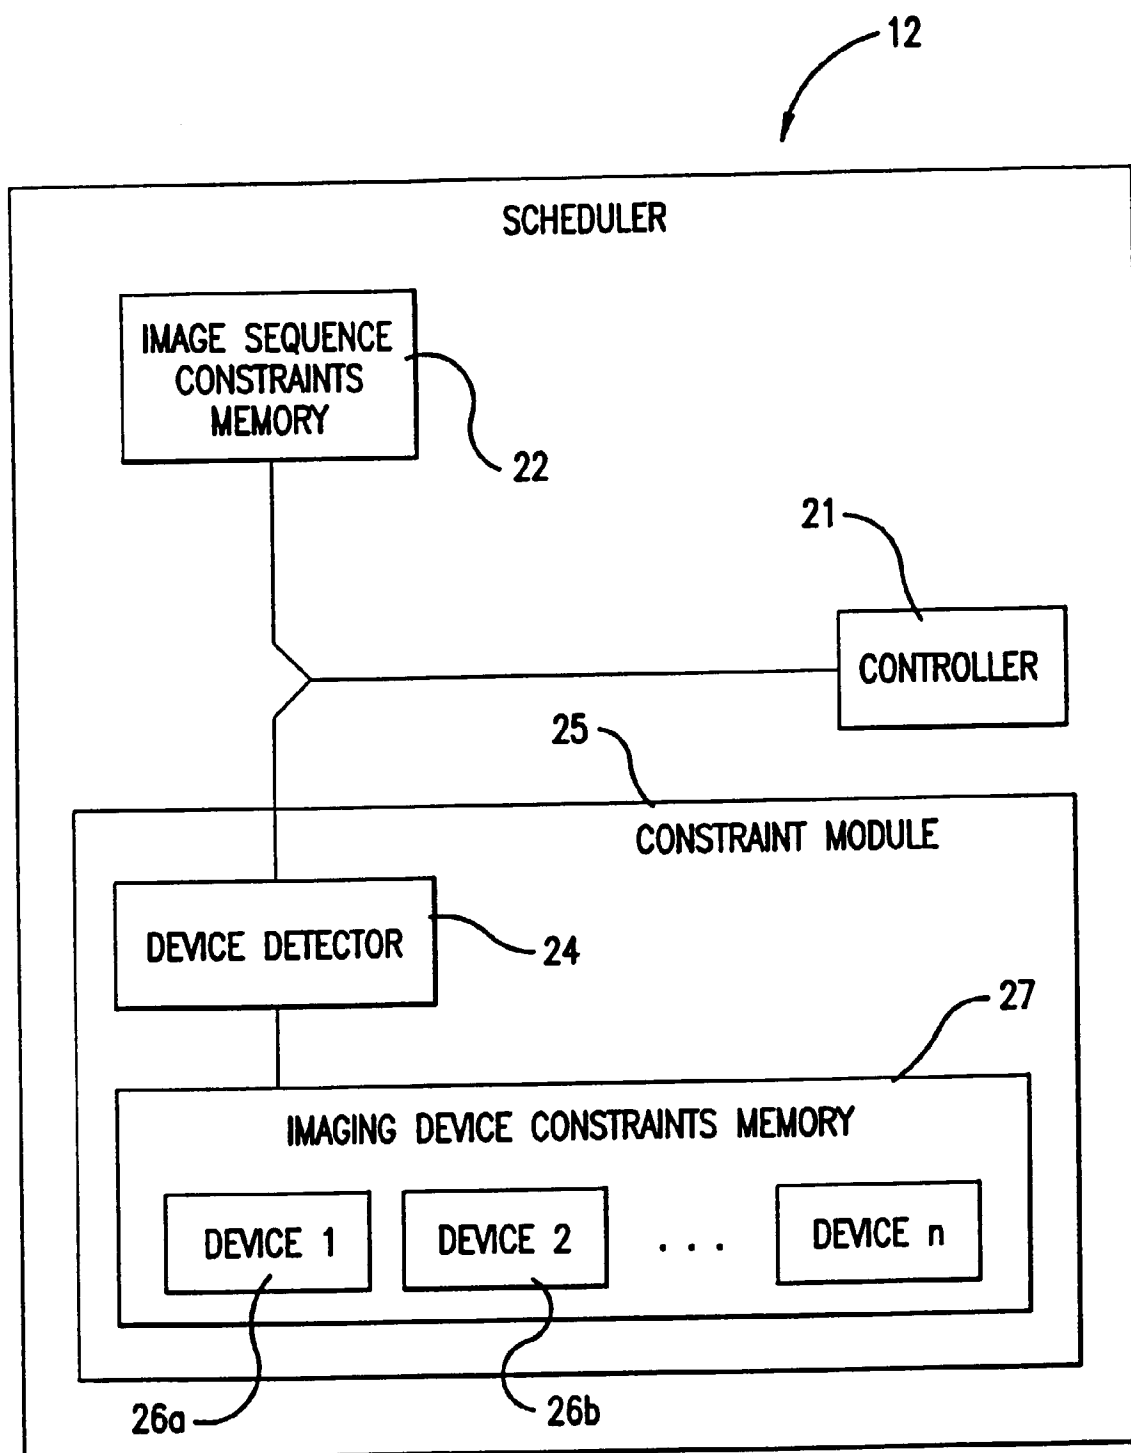 12
SCHEDULER
IMAGE SEQUENCE
CONSTRAINTS
MEMORY
22
21
CONTROLLER
25
CONSTRAINT MODULE
DEVICE DETECTOR
24
27
IMAGING DEVICE CONSTRAINTS MEMORY
DEVICE 1
DEVICE 2
. . .
DEVICE n
26a
26b